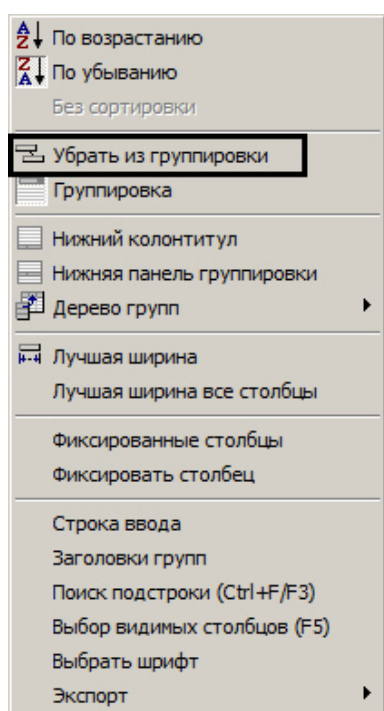 По возрастанию
По убыванию
Без сортировки
Убрать из группировки
Группировка
Нижний колонтитул
Нижняя панель группировки
Дерево групп
Лучшая ширина
Лучшая ширина все столбцы
Фиксированные столбцы
Фиксировать столбец
Строка ввода
Заголовки групп
Поиск подстроки (Ctrl+F/F3)
Выбор видимых столбцов (F5)
Выбрать шрифт
Экспорт